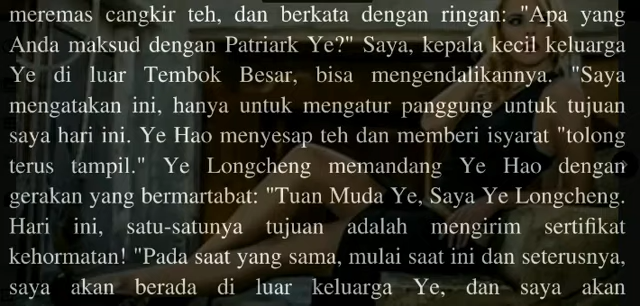 meremas cangkir teh, dan berkata dengan ringan: "Apa yang
Anda maksud dengan Patriark Ye?" Saya, kepala kecil keluarga
Ye di luar Tembok Besar, bisa mengendalikannya. "Saya
mengatakan ini, hanya untuk mengatur panggung untuk tujuan
saya hari ini. Ye Hao menyesap teh dan memberi isyarat "tolong
terus tampil." Ye Longcheng memandang Ye Hao dengan
gerakan yang bermartabat: "Tuan Muda Ye, Saya Ye Longcheng.
Hari ini, satu-satunya tujuan adalah mengirim sertifikat
kehormatan! "Pada saat yang sama, mulai saat ini dan seterusnya,
saya akan berada di luar keluarga Ye, dan saya akan